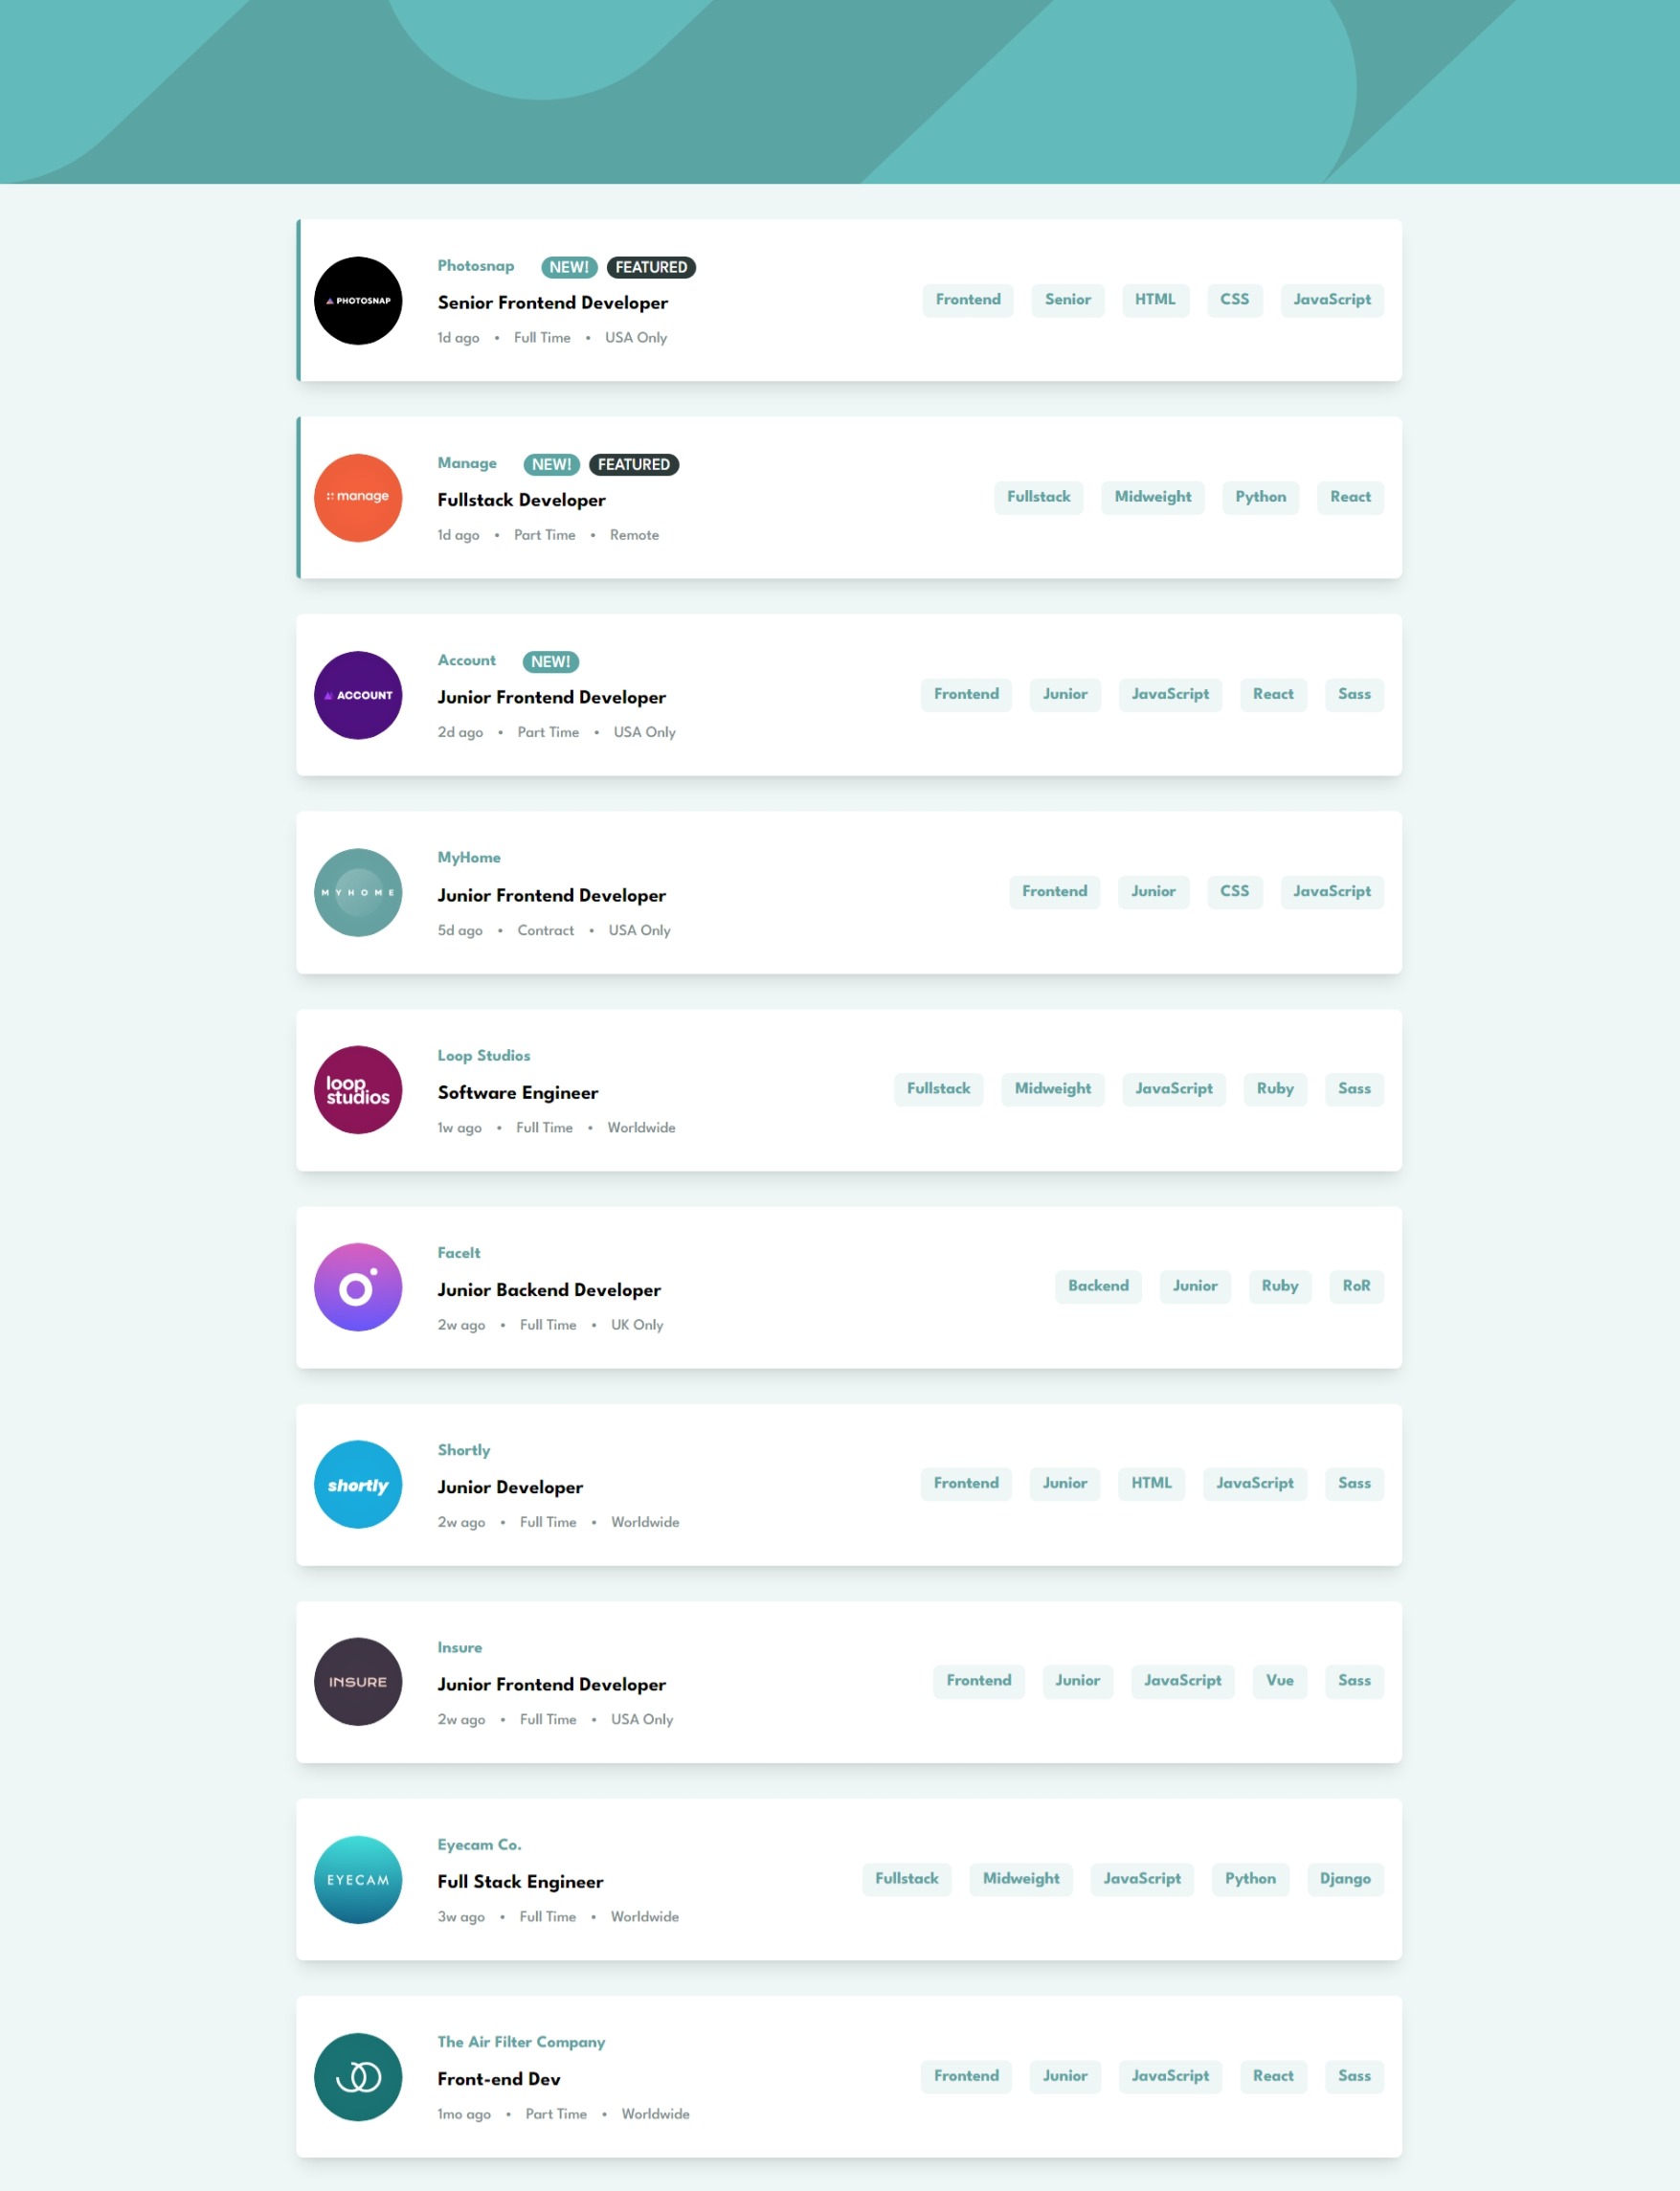 PHOTOSNAP
Photosnap NEW! FEATURED
Senior Frontend Developer
1d ago • Full Time • USA Only
Frontend Senior HTML CSS JavaScript
manage
Manage NEW! FEATURED
Fullstack Developer
1d ago • Part Time • Remote
Fullstack Midweight Python React
ACCOUNT
Account NEW!
Junior Frontend Developer
2d ago • Part Time • USA Only
Frontend Junior JavaScript React Sass
MYHOME
MyHome
Junior Frontend Developer
5d ago • Contract • USA Only
Frontend Junior CSS JavaScript
loop
studios
Loop Studios
Software Engineer
1w ago • Full Time • Worldwide
Fullstack Midweight JavaScript Ruby Sass
FaceIt
Junior Backend Developer
2w ago • Full Time • UK Only
Backend Junior Ruby RoR
shortly
Shortly
Junior Developer
2w ago • Full Time • Worldwide
Frontend Junior HTML JavaScript Sass
INSURE
Insure
Junior Frontend Developer
2w ago • Full Time • USA Only
Frontend Junior JavaScript Vue Sass
EYECAM
Eyecam Co.
Full Stack Engineer
3w ago • Full Time • Worldwide
Fullstack Midweight JavaScript Python Django
The Air Filter Company
Front-end Dev
1mo ago • Part Time • Worldwide
Frontend Junior JavaScript React Sass